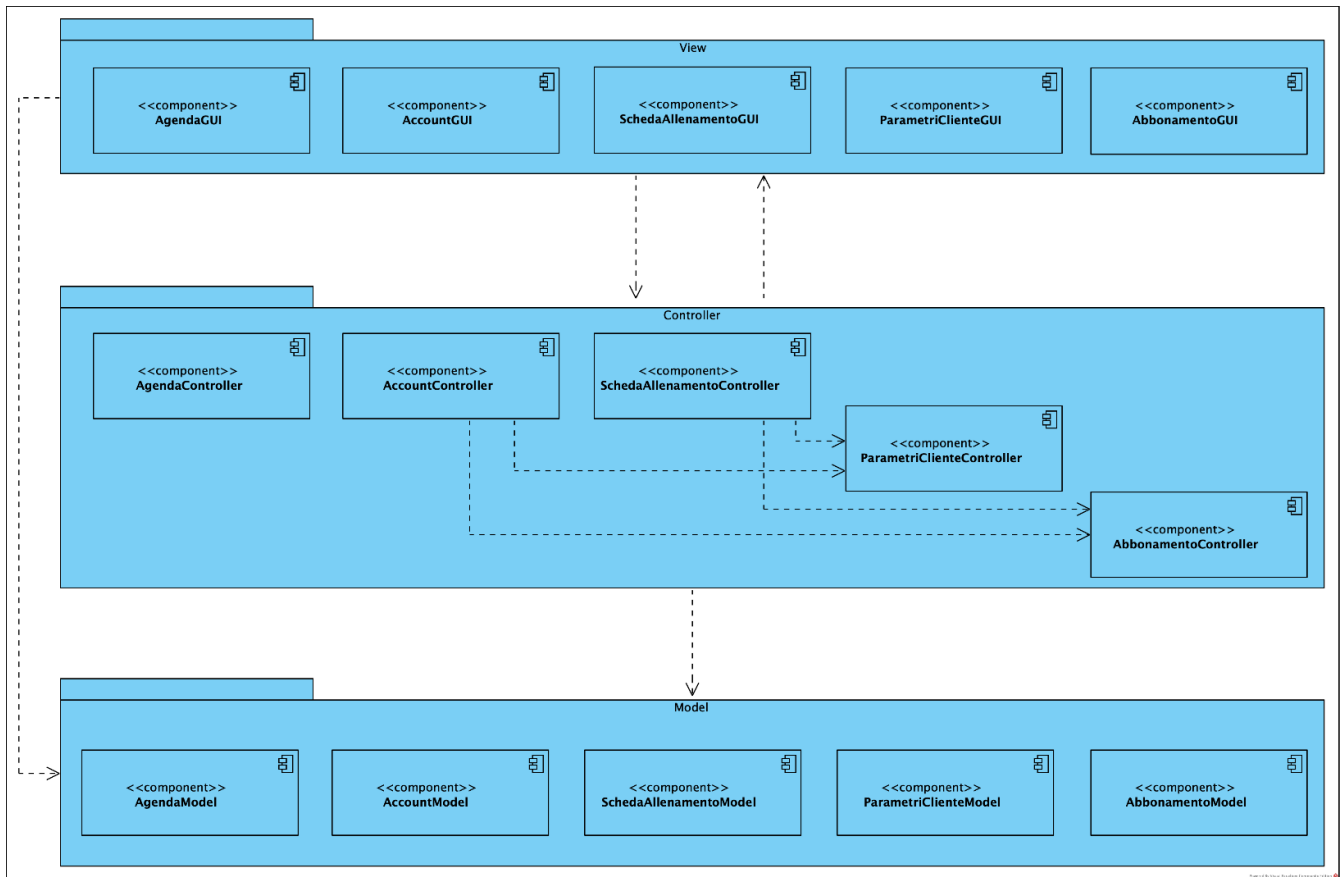 View
<<component>>
AgendaGUI
<<component>>
AccountGUI
<<component>>
SchedaAllenamentoGUI
<<component>>
ParametriClienteGUI
<<component>>
AbbonamentoGUI
Controller
<<component>>
AgendaController
<<component>>
AccountController
<<component>>
SchedaAllenamentoController
<<component>>
ParametriClienteController
<<component>>
AbbonamentoController
Model
<<component>>
AgendaModel
<<component>>
AccountModel
<<component>>
SchedaAllenamentoModel
<<component>>
ParametriClienteModel
<<component>>
AbbonamentoModel